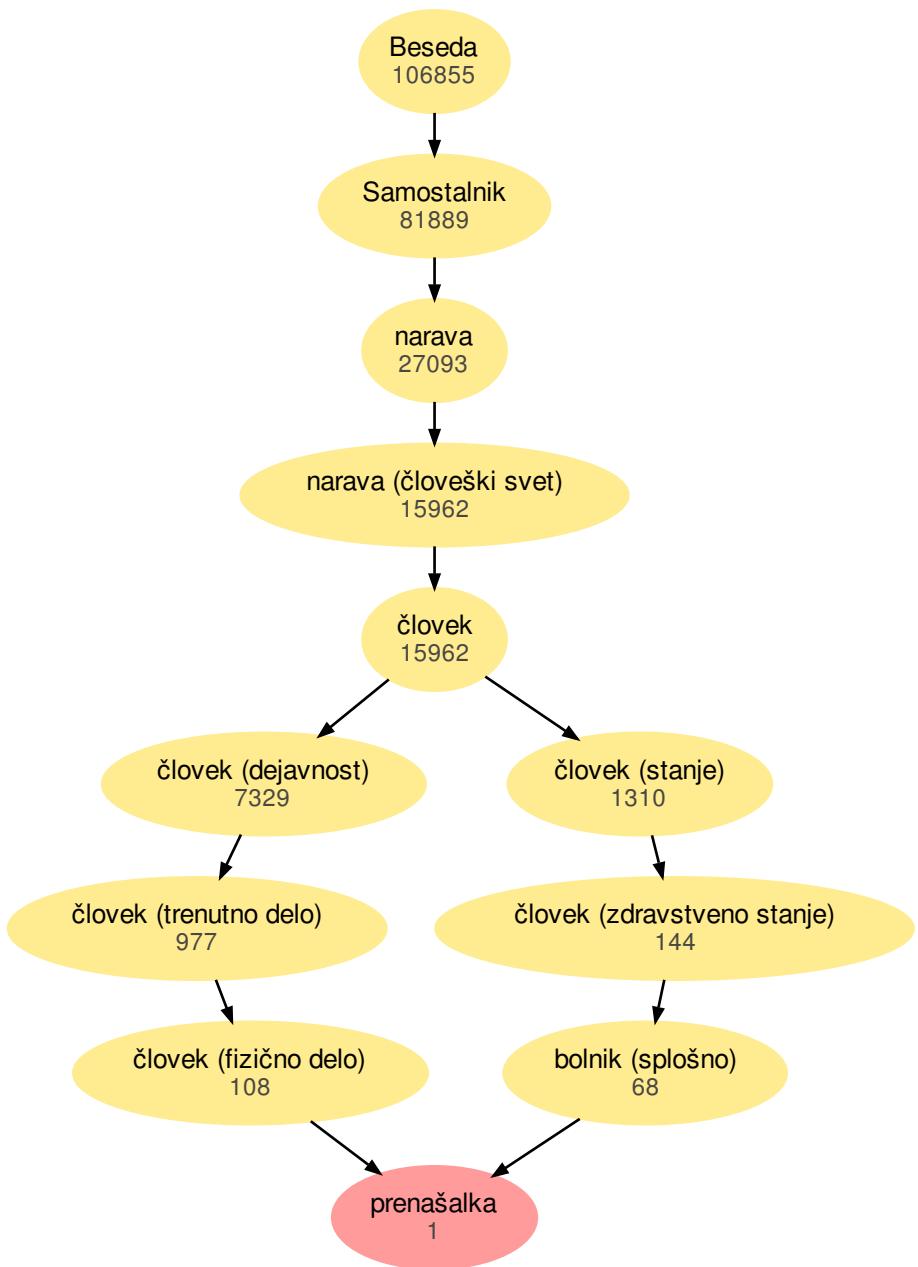 Beseda
106855
Samostalnik
81889
narava
27093
narava (človeški svet)
15962
človek
15962
človek (dejavnost)
7329
človek (stanje)
1310
človek (trenutno delo)
977
človek (zdravstveno stanje)
144
človek (fizično delo)
108
bolnik (splošno)
68
prenašalka
1